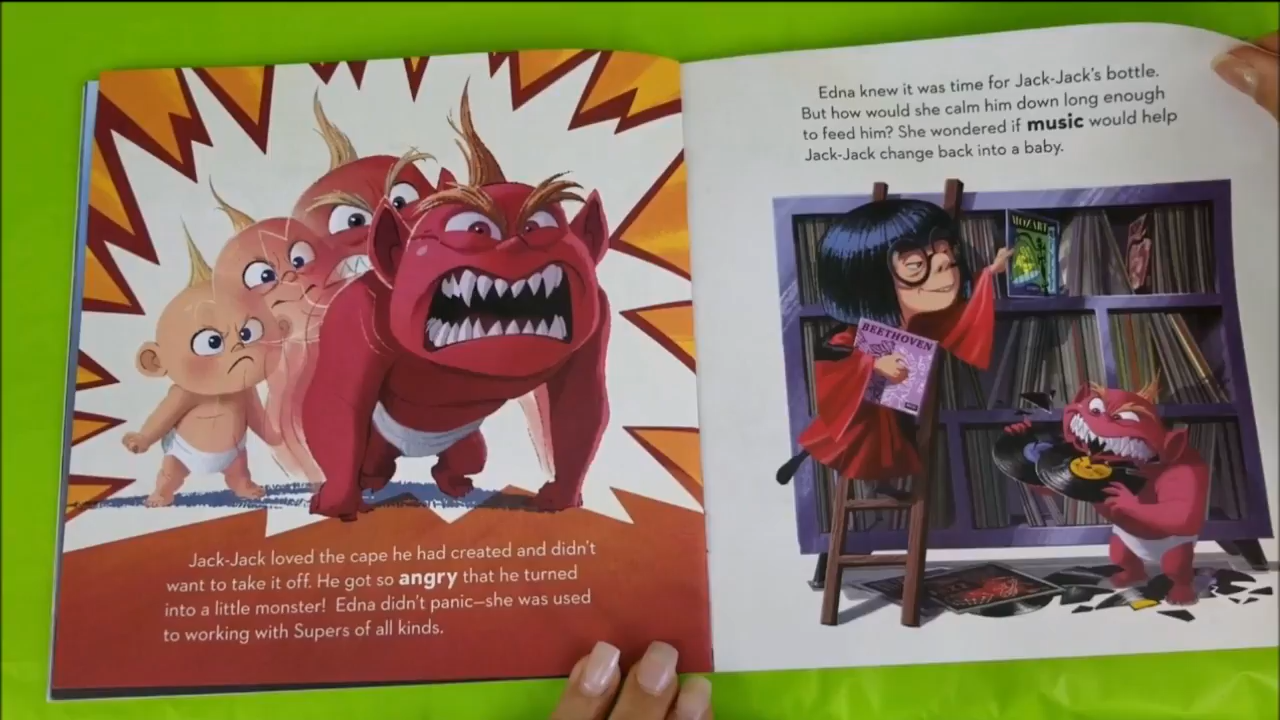 Jack-Jack loved the cape he had created and didn't
want to take it off. He got so angry that he turned
into a little monster! Edna didn't panic—she was used
to working with Supers of all kinds.
Edna knew it was time for Jack-Jack's bottle.
But how would she calm him down long enough
to feed him? She wondered if music would help
Jack-Jack change back into a baby.
MOZART
BEETHOVEN